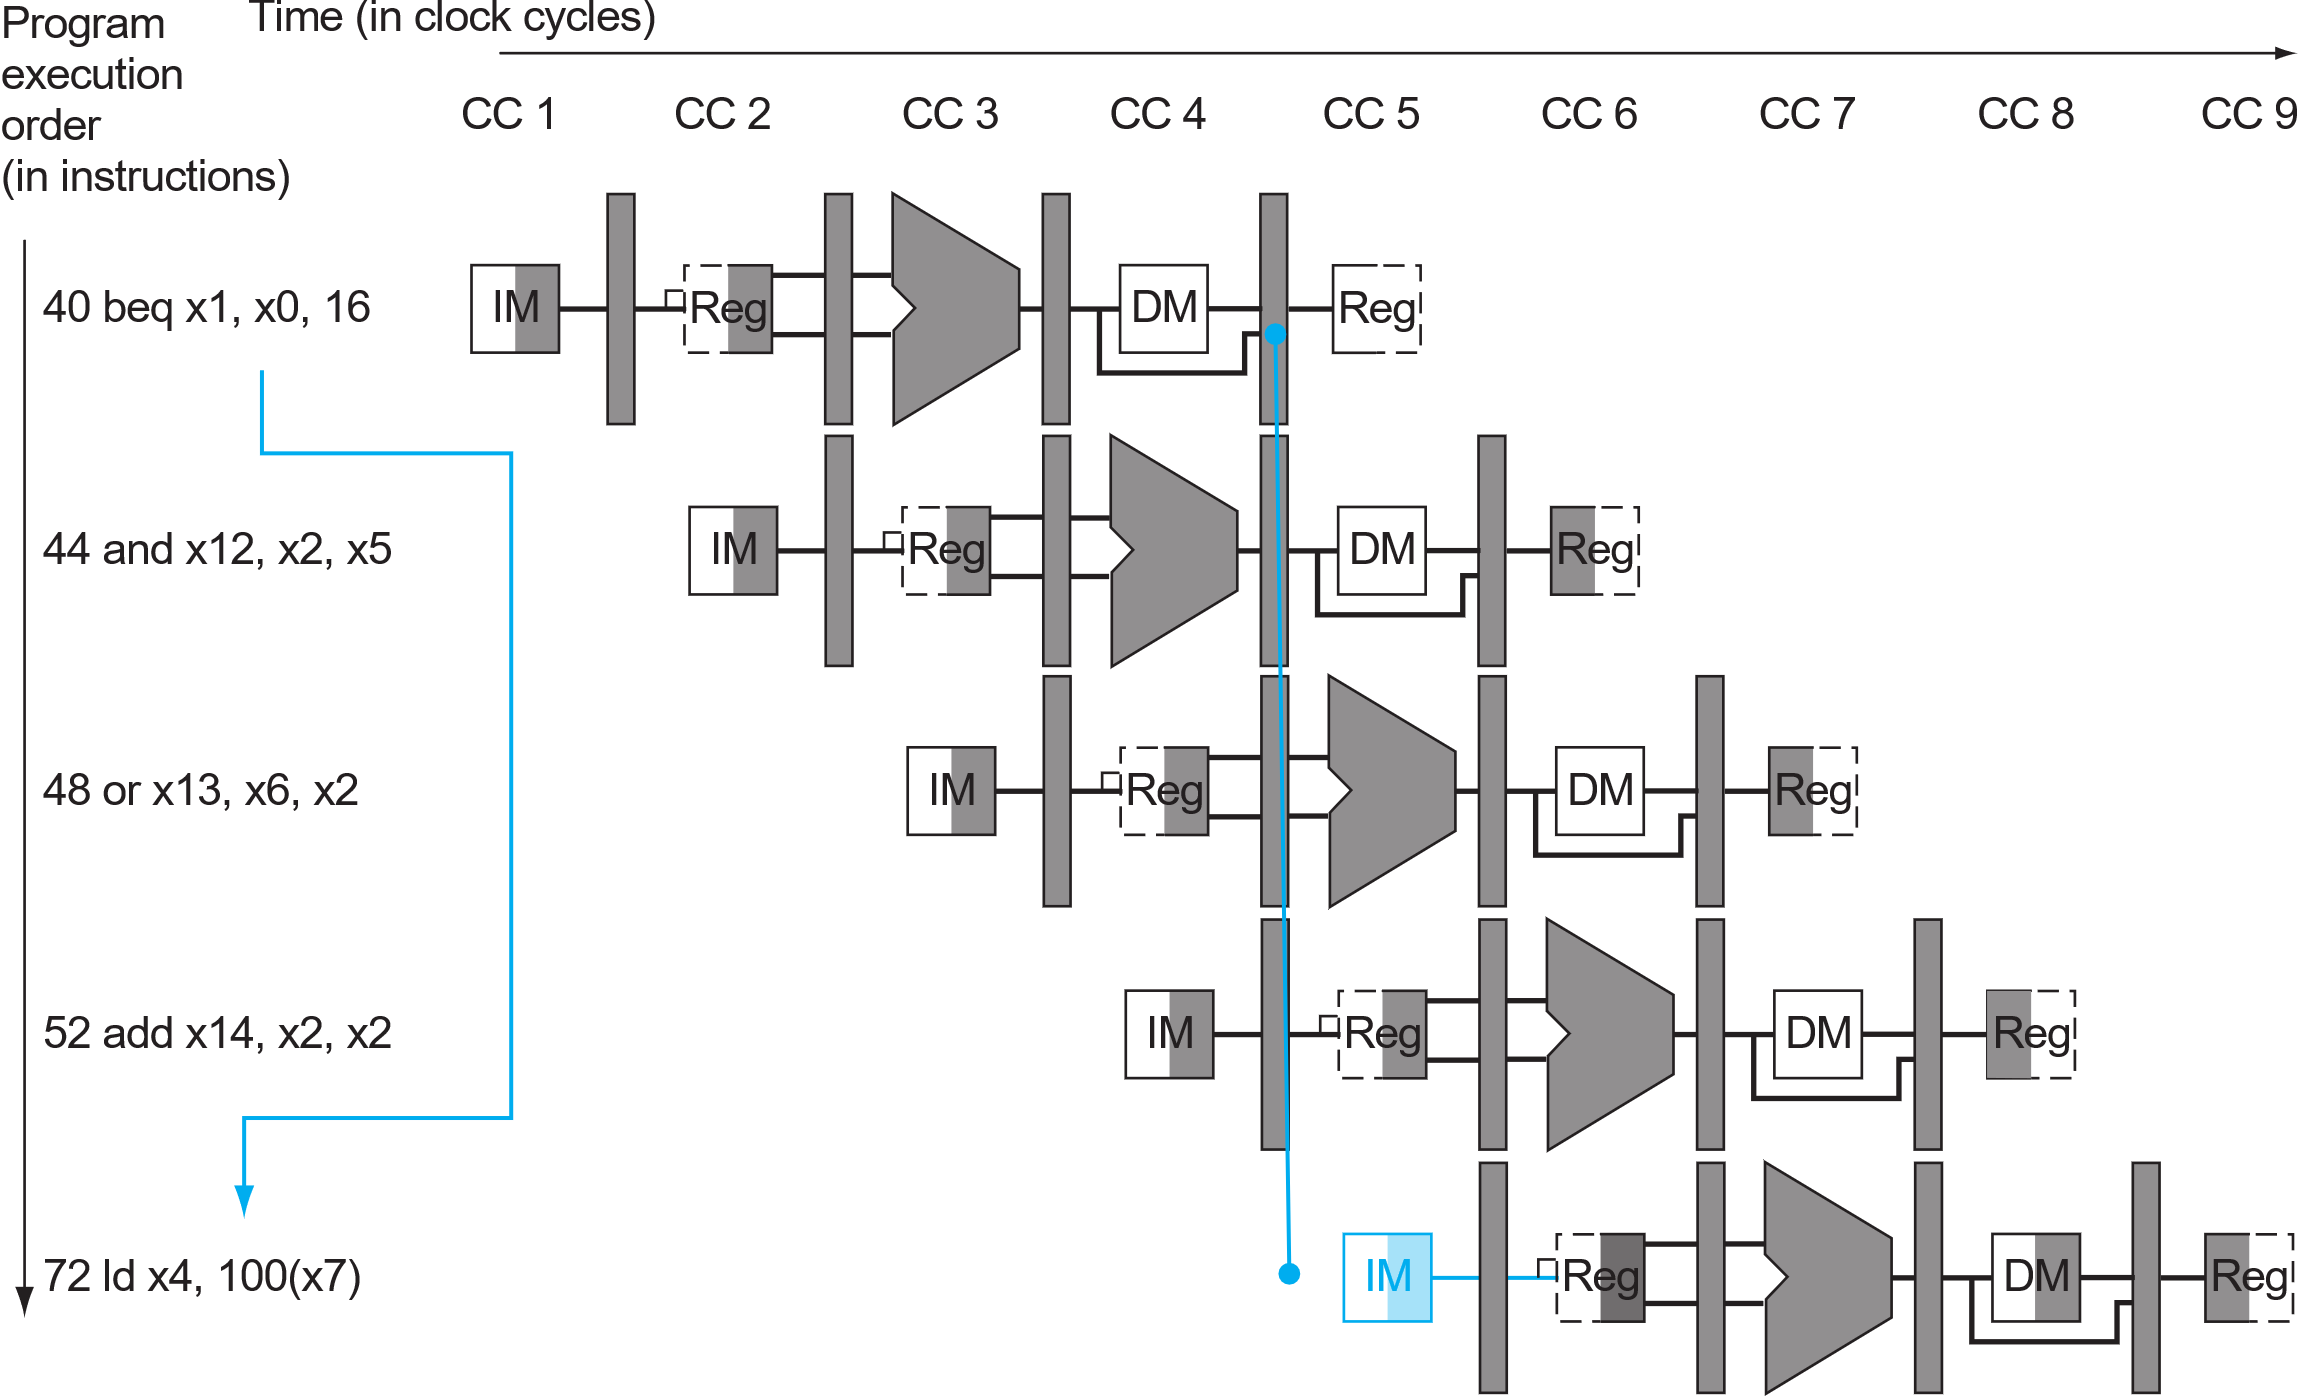 Time (in clock cycles)
Program
execution
order
(in instructions)
CC 1 CC 2 CC 3 CC 4 CC 5 CC 6 CC 7 CC 8 CC 9
40 beq x1, x0, 16 IM Reg DM Reg
44 and x12, x2, x5 IM Reg DM Reg
48 or x13, x6, x2 IM Reg DM Reg
52 add x14, x2, x2 IM Reg DM Reg
72 ld x4, 100(x7) IM Reg DM Reg